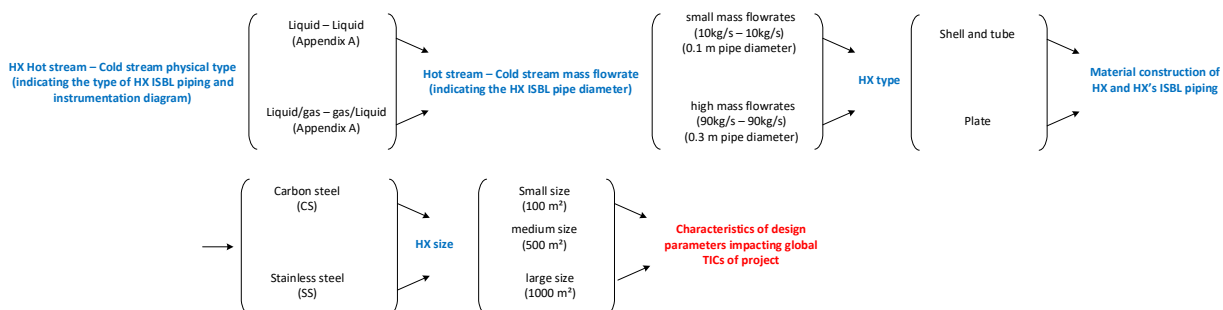 HX Hot stream – Cold stream physical type
(indicating the type of HX ISBL piping and
instrumentation diagram)
Liquid – Liquid
(Appendix A)
Liquid/gas – gas/Liquid
(Appendix A)
Hot stream – Cold stream mass flowrate
(indicating the HX ISBL pipe diameter)
small mass flowrates
(10kg/s – 10kg/s)
(0.1 m pipe diameter)
high mass flowrates
(90kg/s – 90kg/s)
(0.3 m pipe diameter)
HX type
Shell and tube
Plate
Material construction of
HX and HX's ISBL piping
Carbon steel
(CS)
Stainless steel
(SS)
HX size
Small size
(100 m²)
medium size
(500 m²)
large size
(1000 m²)
Characteristics of design
parameters impacting global
TICs of project